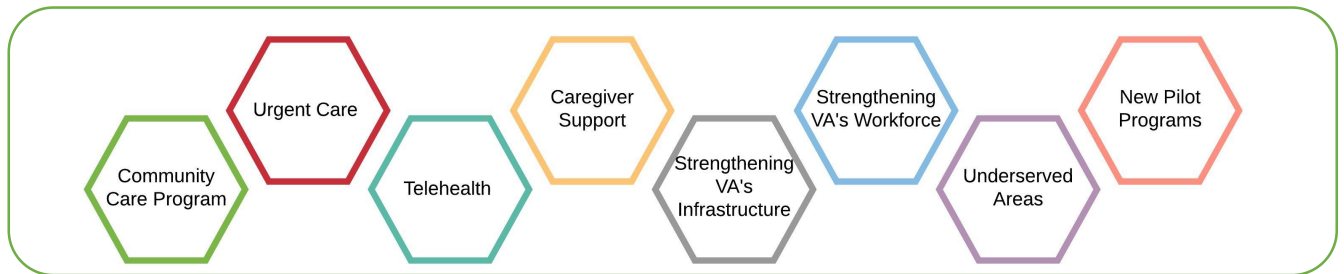 Community
Care Program
Urgent Care
Telehealth
Caregiver
Support
Strengthening
VA's
Infrastructure
Strengthening
VA's Workforce
Underserved
Areas
New Pilot
Programs